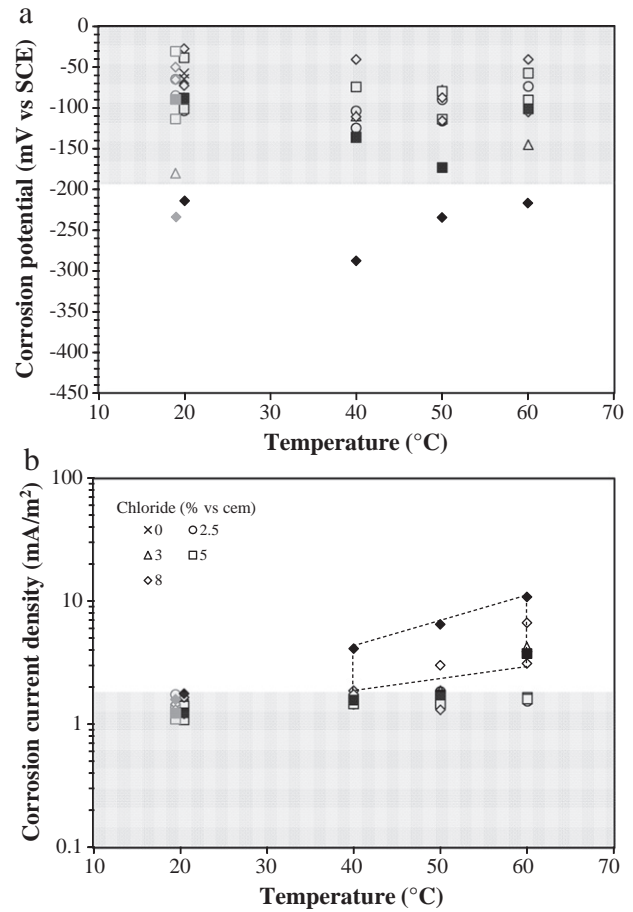 a
0
-50
-100
-150
-200
-250
-300
-350
-400
-450
Corrosion potential (mV vs SCE)
10 20 30 40 50 60 70
Temperature (°C)
b
100
10
1
0.1
Corrosion current density (mA/m²)
Chloride (% vs cem)
0 2.5
3 5
8
10 20 30 40 50 60 70
Temperature (°C)